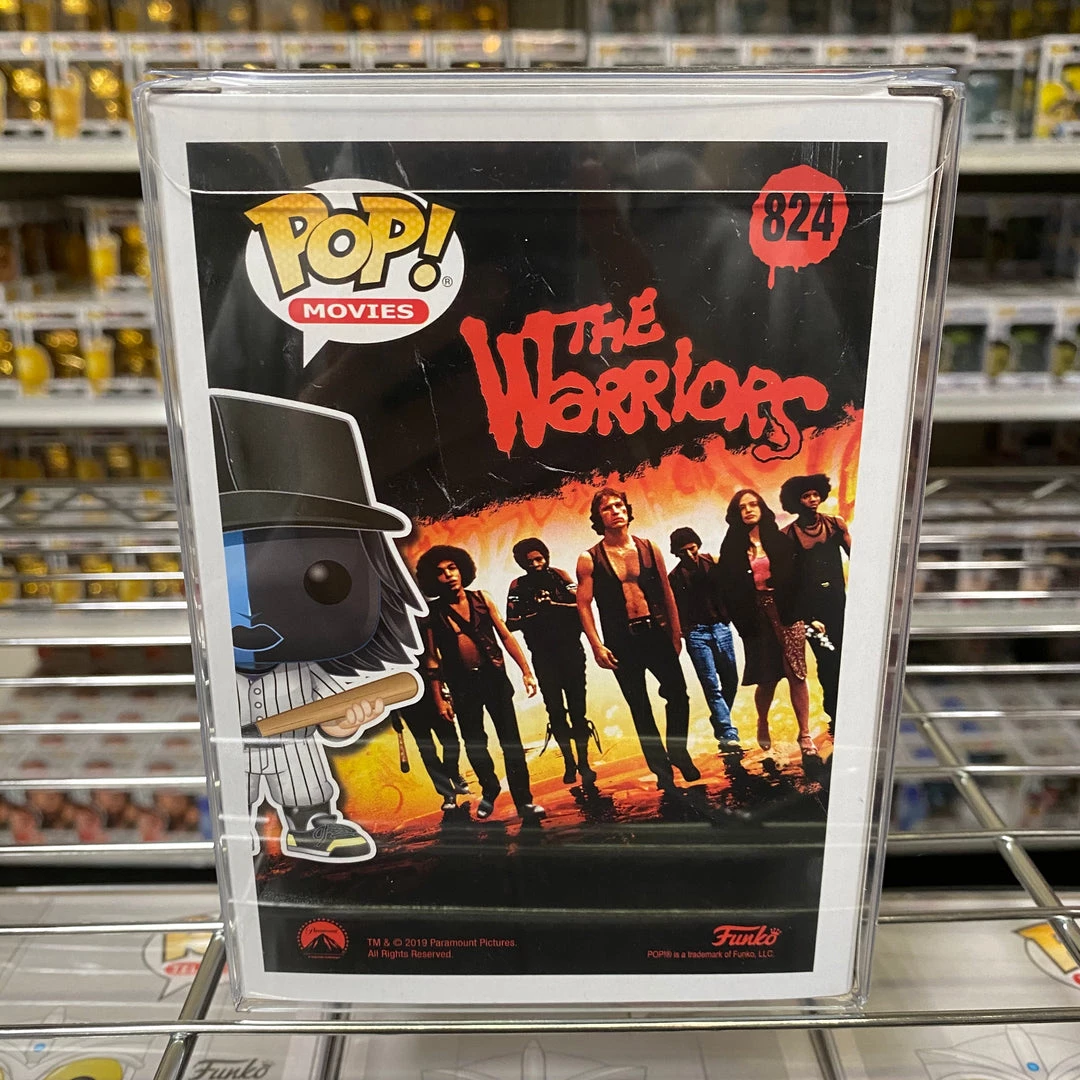 POP!®
MOVIES
824
THE
WARRIORS
TM & © 2019 Paramount Pictures.
All Rights Reserved.
Funko
POP!® is a trademark of Funko, LLC.
Funko